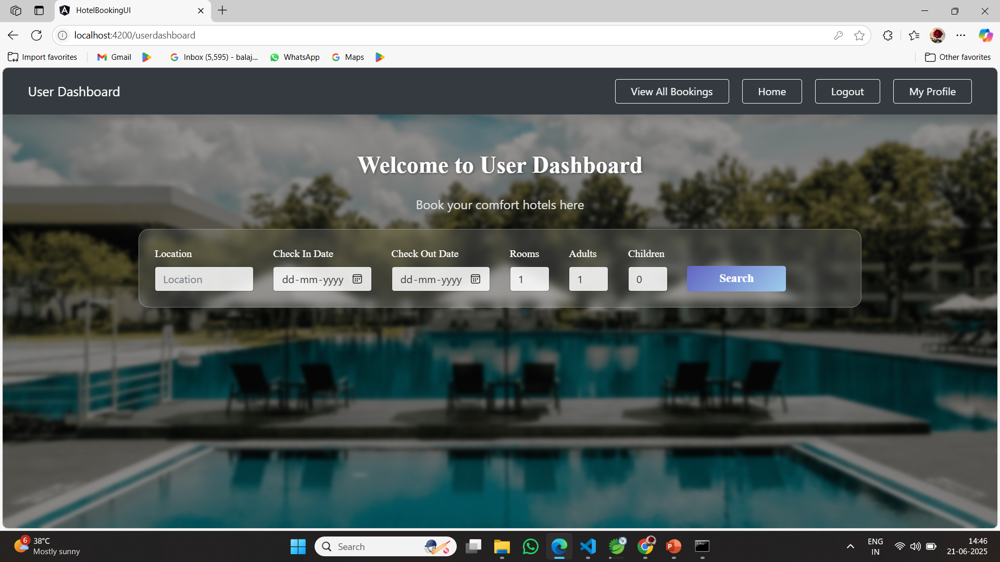 HotelBookingUI
localhost:4200/userdashboard
Import favorites
Gmail
Inbox (5,595) - balaj...
WhatsApp
Maps
Other favorites
User Dashboard
View All Bookings
Home
Logout
My Profile
Welcome to User Dashboard
Book your comfort hotels here
Location
Check In Date
Check Out Date
Rooms
Adults
Children
Location
dd-mm-yyyy
dd-mm-yyyy
1
1
0
Search
6
38°C
Mostly sunny
Search
P
ENG
IN
14:46
21-06-2025